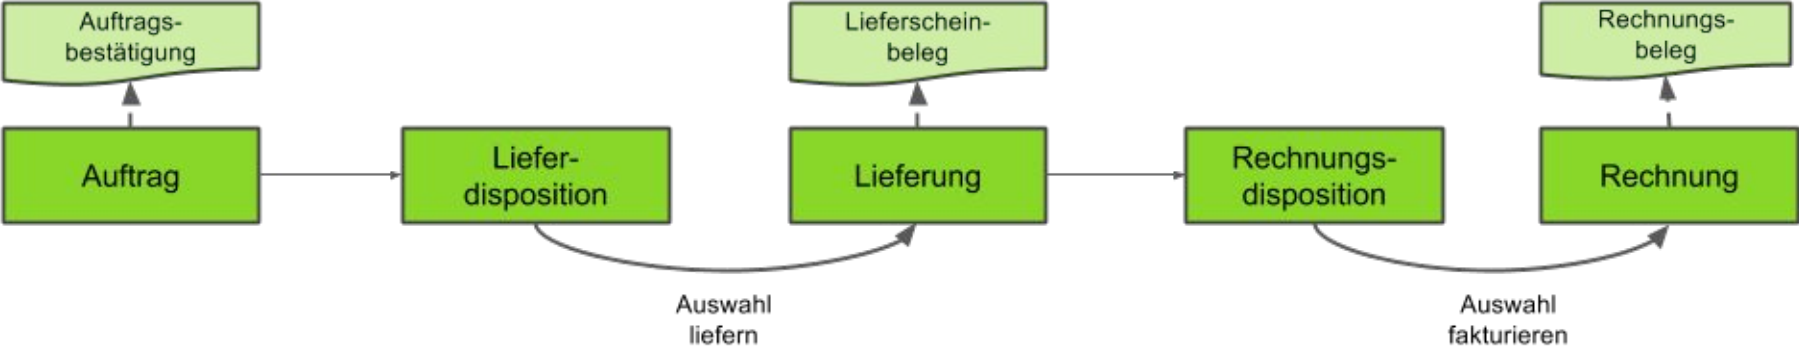 Auftrags-
bestätigung
Lieferschein-
beleg
Rechnungs-
beleg
Auftrag
Liefer-
disposition
Lieferung
Rechnungs-
disposition
Rechnung
Auswahl
liefern
Auswahl
fakturieren